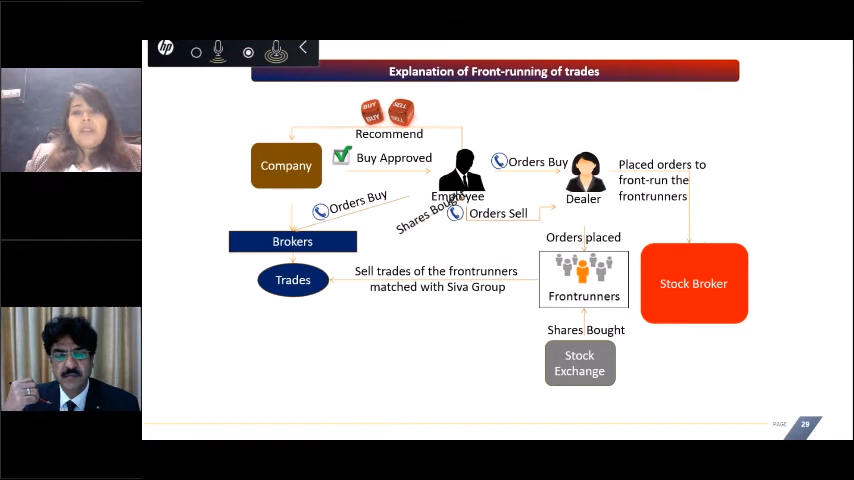 hp
Explanation of Front-running of trades
BUY
BUY
SELL
SELL
Recommend
Company
Buy Approved
Orders Buy
Placed orders to
front-run the
frontrunners
Employee
Dealer
Orders Buy
Shares Bought
Orders Sell
Brokers
Orders placed
Trades
Sell trades of the frontrunners
matched with Siva Group
Frontrunners
Stock Broker
Shares Bought
Stock
Exchange
PAGE 29